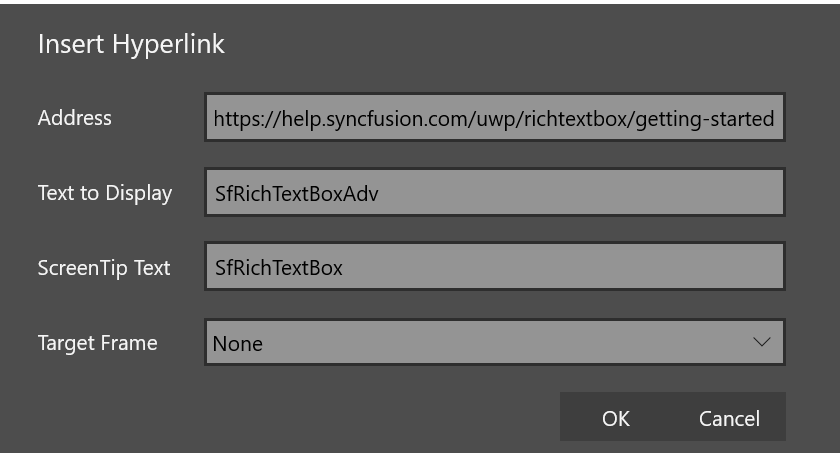 Insert Hyperlink
Address https://help.syncfusion.com/uwp/richtextbox/getting-started
Text to Display SfRichTextBoxAdv
ScreenTip Text SfRichTextBox
Target Frame None
OK Cancel